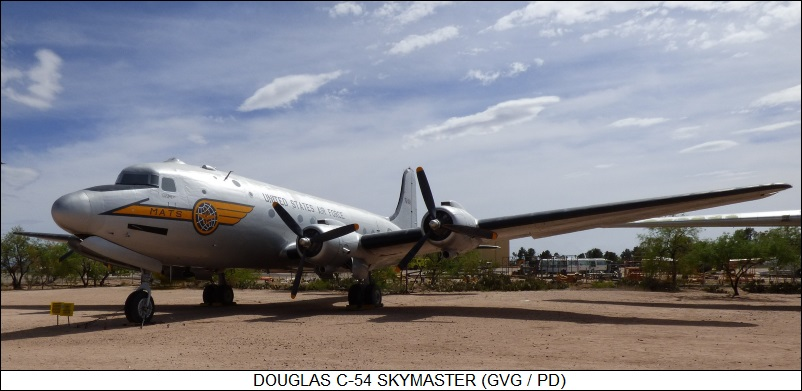 UNITED STATES AIR FORCE
MATS
DOUGLAS C-54 SKYMASTER (GVG / PD)